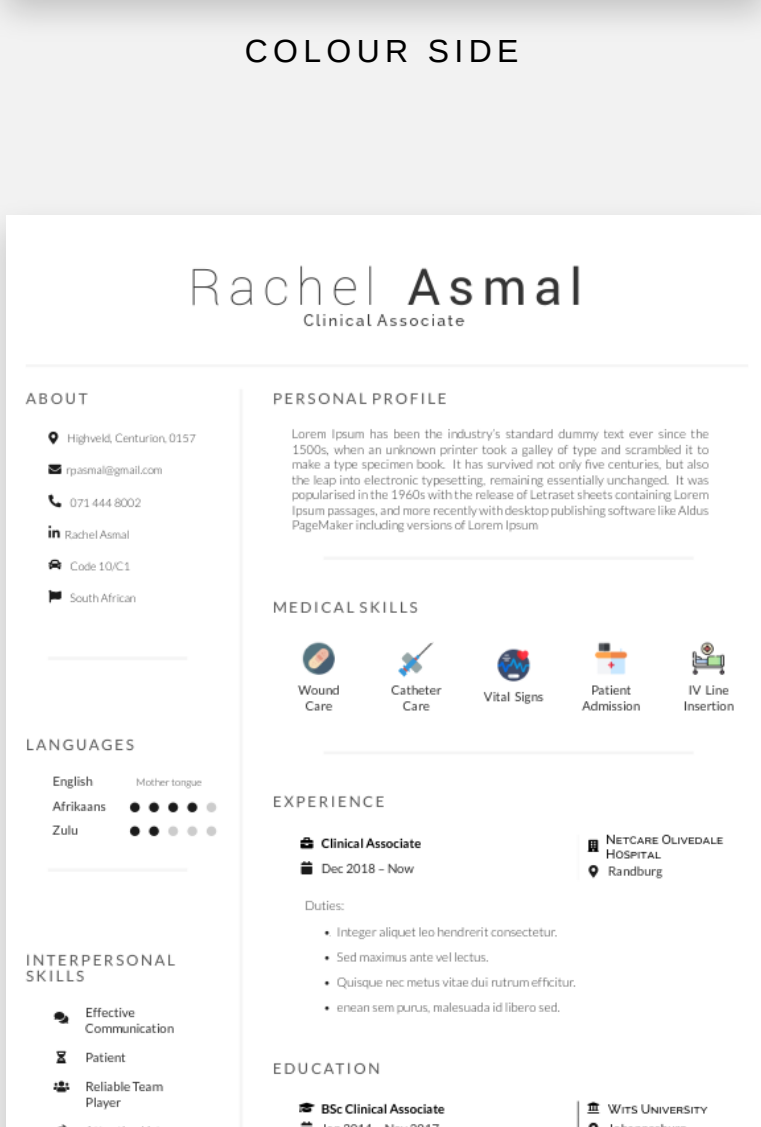 COLOUR SIDE
Rachel Asmal
Clinical Associate
ABOUT
Highveld, Centurion, 0157
rpasmal@gmail.com
071 444 8002
in Rachel Asmal
Code 10/C1
South African
LANGUAGES
English Mother tongue
Afrikaans
Zulu
INTERPERSONAL
SKILLS
Effective
Communication
Patient
Reliable Team
Player
PERSONAL PROFILE
Lorem Ipsum has been the industry's standard dummy text ever since the
1500s, when an unknown printer took a galley of type and scrambled it to
make a type specimen book. It has survived not only five centuries, but also
the leap into electronic typesetting, remaining essentially unchanged. It was
popularised in the 1960s with the release of Letraset sheets containing Lorem
Ipsum passages, and more recently with desktop publishing software like Aldus
PageMaker including versions of Lorem Ipsum
MEDICAL SKILLS
Wound
Care
Catheter
Care
Vital Signs
Patient
Admission
IV Line
Insertion
EXPERIENCE
Clinical Associate
Dec 2018 – Now
Netcare Olivedale
Hospital
Randburg
Duties:
• Integer aliquet leo hendrerit consectetur.
• Sed maximus ante vel lectus.
• Quisque nec metus vitae dui rutrum efficitur.
• enean sem purus, malesuada id libero sed.
EDUCATION
BSc Clinical Associate
Wits University